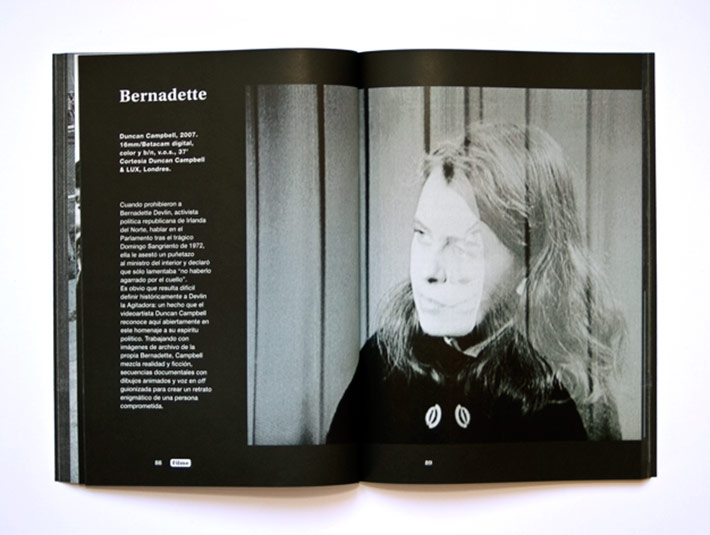 Bernadette
Duncan Campbell, 2007.
16mm/Betacam digital,
color y b/n, v.o.s., 37'
Cortesía Duncan Campbell
& LUX, Londres.
Cuando prohibieron a
Bernadette Devlin, activista
política republicana de Irlanda
del Norte, hablar en el
Parlamento tras el trágico
Domingo Sangriento de 1972,
ella le asestó un puñetazo
al ministro del interior y declaró
que sólo lamentaba "no haberlo
agarrado por el cuello".
Es obvio que resulta difícil
definir históricamente a Devlin
la Agitadora: un hecho que el
videoartista Duncan Campbell
reconoce aquí abiertamente en
este homenaje a su espíritu
político. Trabajando con
imágenes de archivo de la
propia Bernadette, Campbell
mezcla realidad y ficción,
secuencias documentales con
dibujos animados y voz en off
guionizada para crear un retrato
enigmático de una persona
comprometida.
88 Films
89